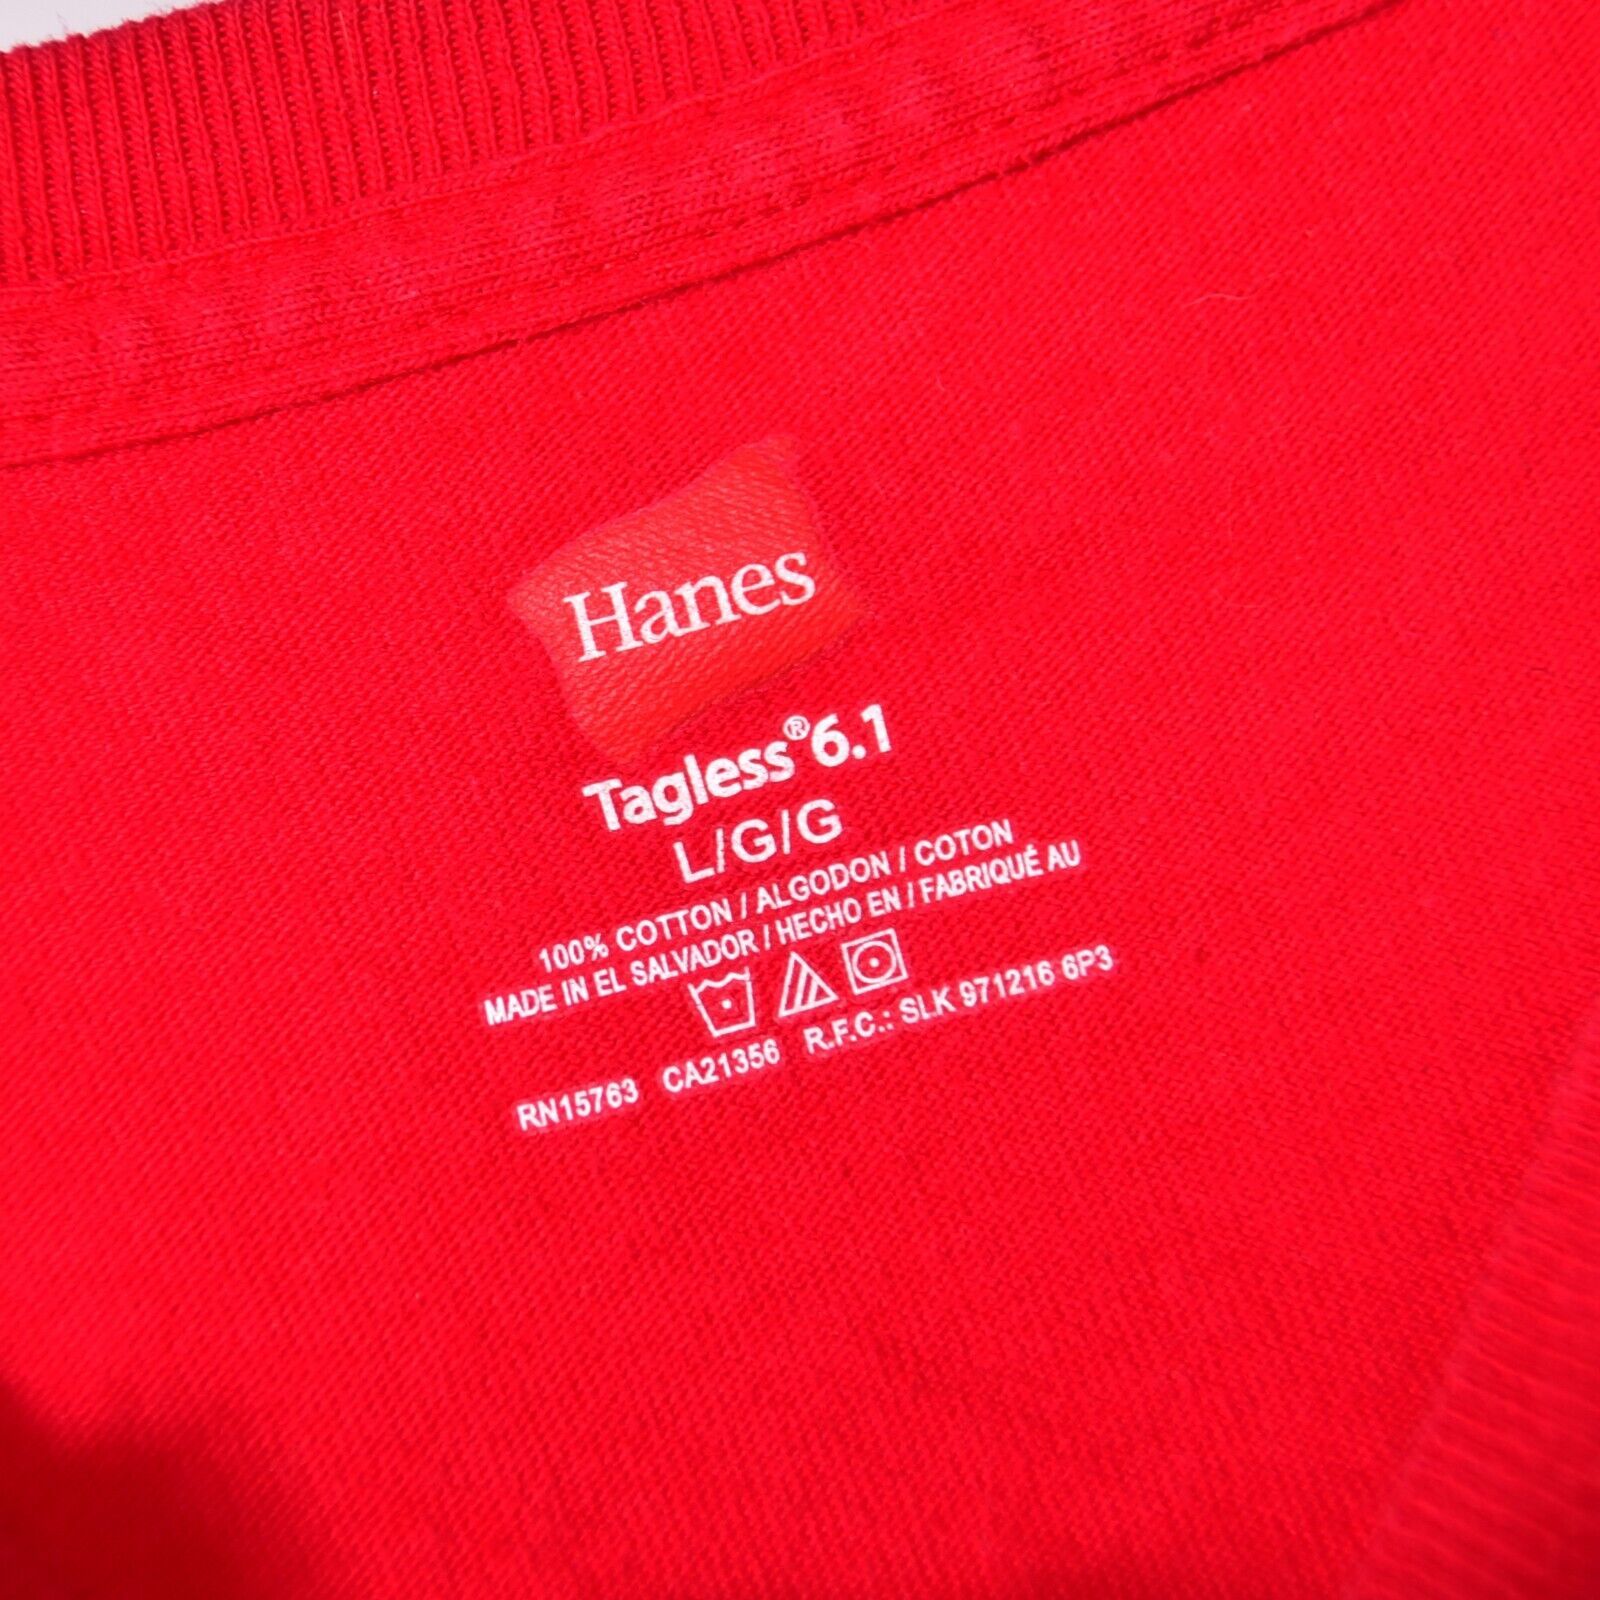 Hanes
Tagless® 6.1
L/G/G
100% COTTON / ALGODON / COTON
MADE IN EL SALVADOR / HECHO EN / FABRIQUÉ AU
RN15763 CA21356 R.F.C.: SLK 971216 6P3